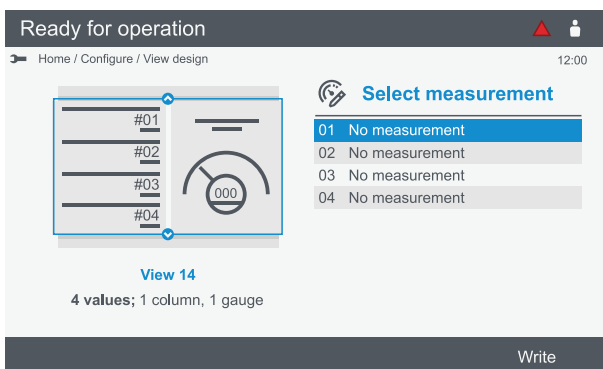 Ready for operation
Home / Configure / View design
12:00
#01
#02
#03
#04
000
View 14
4 values; 1 column, 1 gauge
Select measurement
01 No measurement
02 No measurement
03 No measurement
04 No measurement
Write